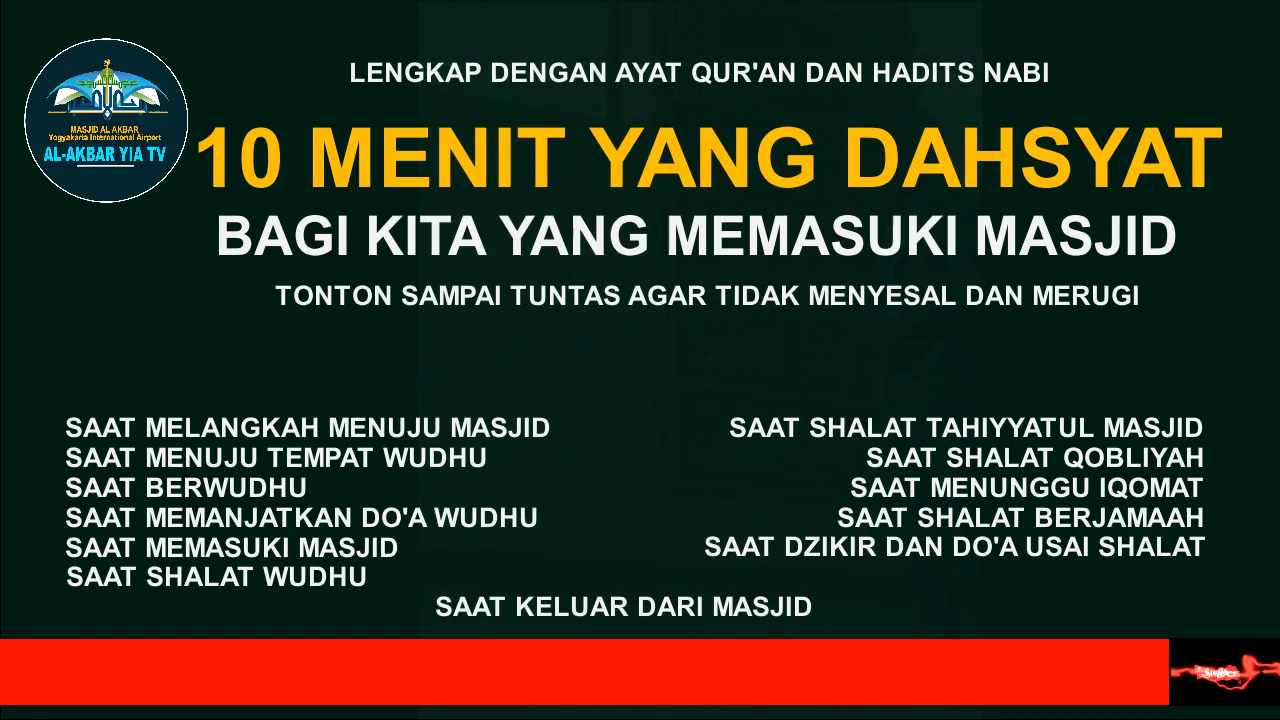 LENGKAP DENGAN AYAT QUR'AN DAN HADITS NABI
MASJID AL AKBAR
Yogyakarta International Airport
AL-AKBAR YIA TV
10 MENIT YANG DAHSYAT
BAGI KITA YANG MEMASUKI MASJID
TONTON SAMPAI TUNTAS AGAR TIDAK MENYESAL DAN MERUGI
SAAT MELANGKAH MENUJU MASJID
SAAT MENUJU TEMPAT WUDHU
SAAT BERWUDHU
SAAT MEMANJATKAN DO'A WUDHU
SAAT MEMASUKI MASJID
SAAT SHALAT WUDHU
SAAT SHALAT TAHIYYATUL MASJID
SAAT SHALAT QOBLIYAH
SAAT MENUNGGU IQOMAT
SAAT SHALAT BERJAMAAH
SAAT DZIKIR DAN DO'A USAI SHALAT
SAAT KELUAR DARI MASJID